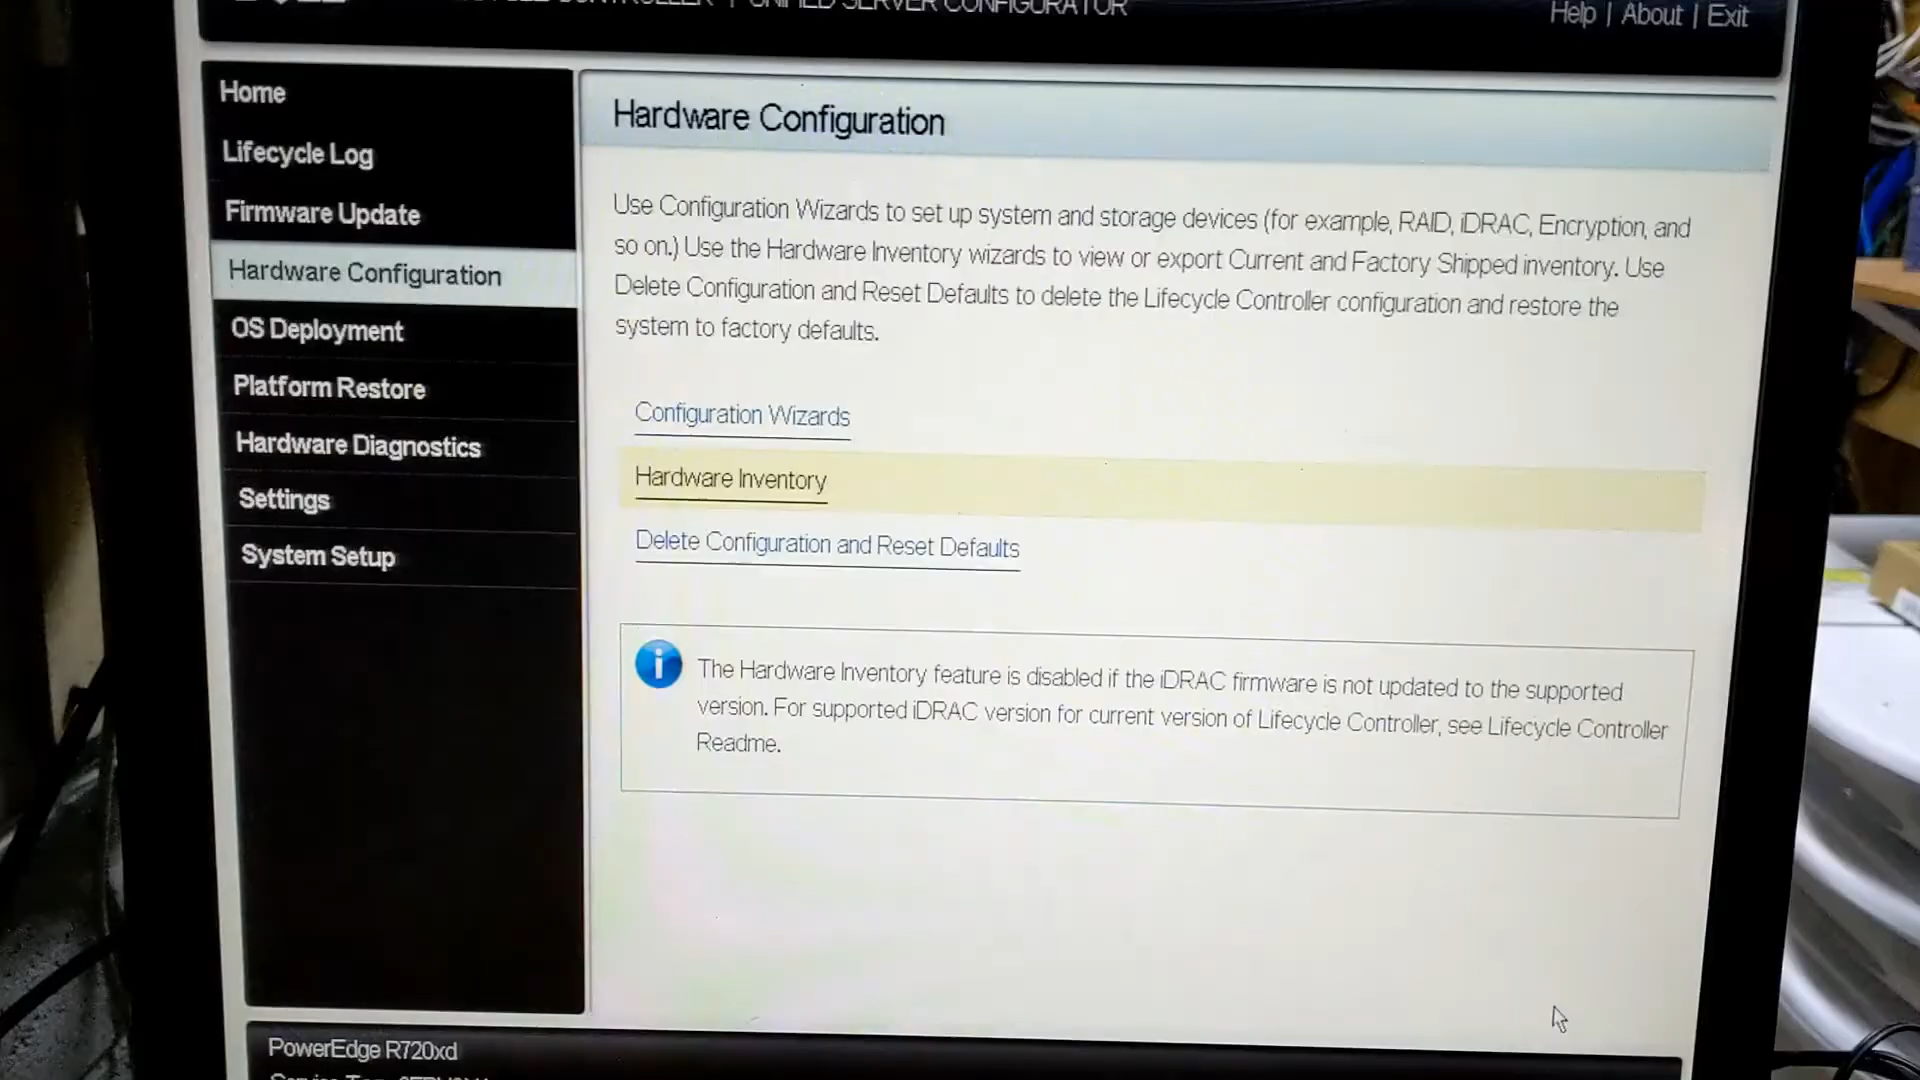 CONTROLLER | UNIFIED SERVER CONFIGURATOR
Help | About | Exit
Home
Lifecycle Log
Firmware Update
Hardware Configuration
OS Deployment
Platform Restore
Hardware Diagnostics
Settings
System Setup
Hardware Configuration
Use Configuration Wizards to set up system and storage devices (for example, RAID, iDRAC, Encryption, and
so on.) Use the Hardware Inventory wizards to view or export Current and Factory Shipped inventory. Use
Delete Configuration and Reset Defaults to delete the Lifecycle Controller configuration and restore the
system to factory defaults.
Configuration Wizards
Hardware Inventory
Delete Configuration and Reset Defaults
The Hardware Inventory feature is disabled if the iDRAC firmware is not updated to the supported
version. For supported iDRAC version for current version of Lifecycle Controller, see Lifecycle Controller
Readme.
PowerEdge R720xd